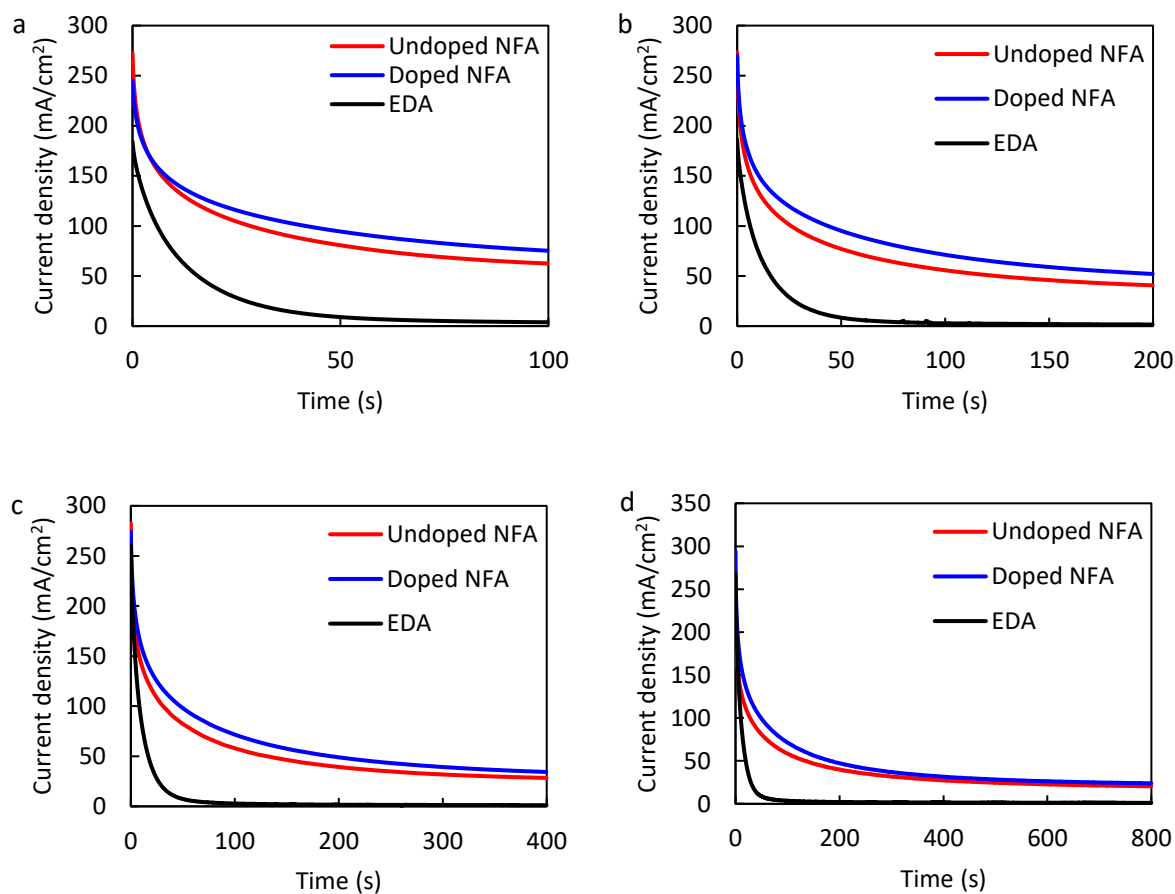 a
Current density (mA/cm²)
300
250
200
150
100
50
0
Undoped NFA
Doped NFA
EDA
0 50 100
Time (s)
b
Current density (mA/cm²)
300
250
200
150
100
50
0
Undoped NFA
Doped NFA
EDA
0 50 100 150 200
Time (s)
c
Current density (mA/cm²)
300
250
200
150
100
50
0
Undoped NFA
Doped NFA
EDA
0 100 200 300 400
Time (s)
d
Current density (mA/cm²)
350
300
250
200
150
100
50
0
Undoped NFA
Doped NFA
EDA
0 200 400 600 800
Time (s)